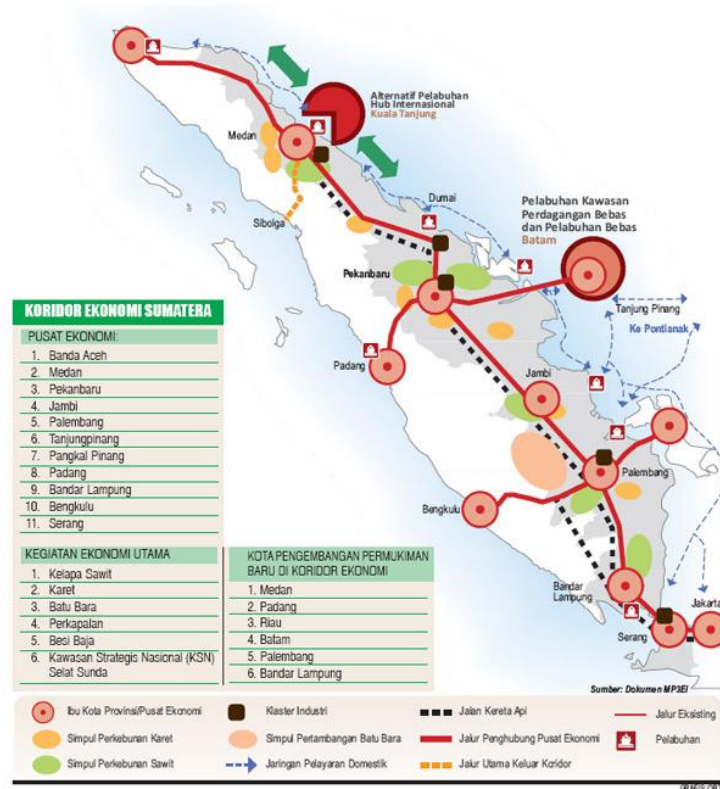 Alternatif Pelabuhan
Hub Internasional
Kuala Tanjung
Medan
Sibolga
Dumai
Pelabuhan Kawasan
Perdagangan Bebas
dan Pelabuhan Bebas
Batam
Pekanbaru
Tanjung Pinang
Ke Pontianak
Padang
Jambi
Palembang
Bengkulu
Bandar
Lampung
Serang
Jakarta
KORIDOR EKONOMI SUMATERA
PUSAT EKONOMI:
1. Banda Aceh
2. Medan
3. Pekanbaru
4. Jambi
5. Palembang
6. Tanjungpinang
7. Pangkal Pinang
8. Padang
9. Bandar Lampung
10. Bengkulu
11. Serang
KEGIATAN EKONOMI UTAMA
1. Kelapa Sawit
2. Karet
3. Batu Bara
4. Perkapalan
5. Besi Baja
6. Kawasan Strategis Nasional (KSN)
Selat Sunda
KOTA PENGEMBANGAN PERMUKIMAN
BARU DI KORIDOR EKONOMI
1. Medan
2. Padang
3. Riau
4. Batam
5. Palembang
6. Bandar Lampung
Sumber: Dokumen MP3EI
Ibu Kota Provinsi/Pusat Ekonomi
Klaster Industri
Jalan Kereta Api
Jalur Eksisting
Simpul Perkebunan Karet
Simpul Pertambangan Batu Bara
Jalur Penghubung Pusat Ekonomi
Pelabuhan
Simpul Perkebunan Sawit
Jaringan Pelayaran Domestik
Jalur Utama Keluar Koridor